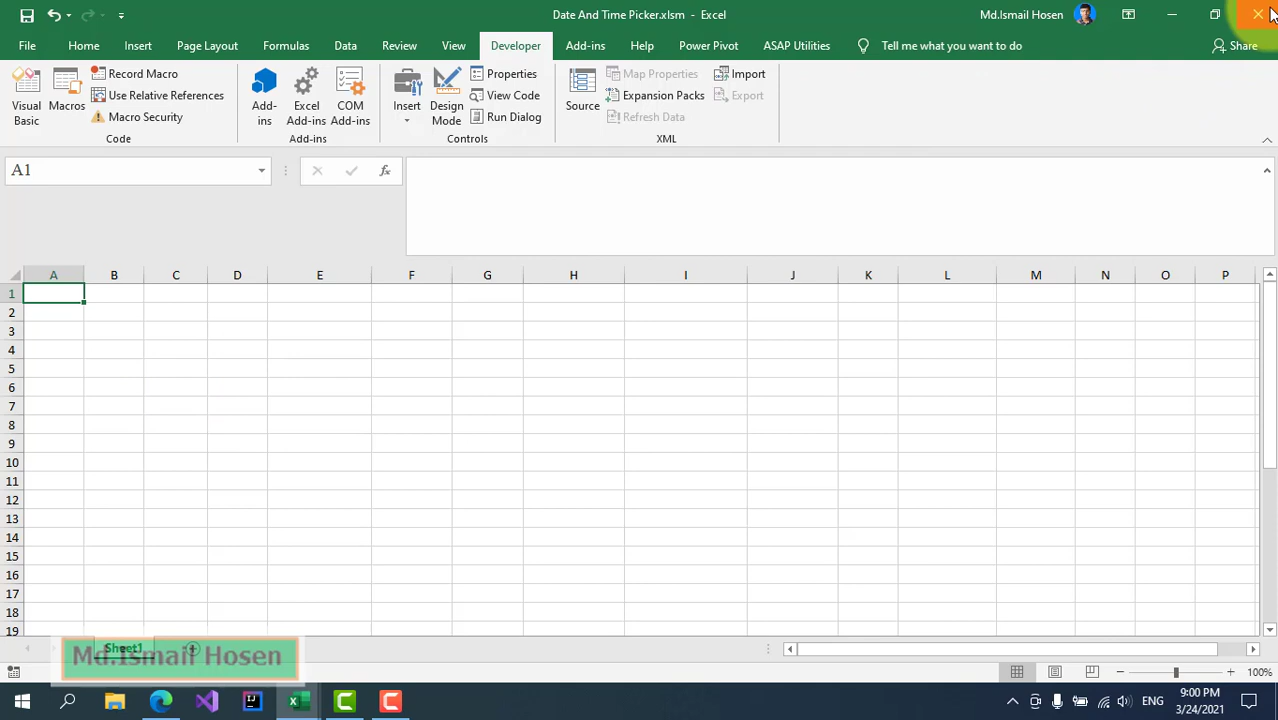 Date And Time Picker.xlsm - Excel
Md.Ismail Hosen
File Home Insert Page Layout Formulas Data Review View Developer Add-ins Help Power Pivot ASAP Utilities Tell me what you want to do Share
Visual Basic
Macros
Record Macro
Use Relative References
Macro Security
Code
Add-ins
Excel Add-ins
COM Add-ins
Add-ins
Insert
Design Mode
Properties
View Code
Run Dialog
Controls
Source
Map Properties
Expansion Packs
Refresh Data
Import
Export
XML
A1
fx
A B C D E F G H I J K L M N O P
1
2
3
4
5
6
7
8
9
10
11
12
13
14
15
16
17
18
19
Sheet1
Md.Ismail Hosen
100%
ENG
9:00 PM
3/24/2021